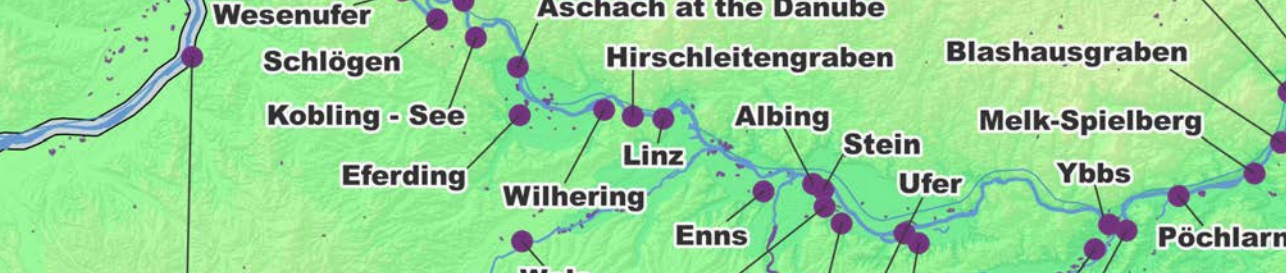 Wesenufer
Aschach at the Danube
Schlögen
Hirschleitengraben
Blashausgraben
Kobling - See
Albing
Melk-Spielberg
Stein
Linz
Eferding
Ybbs
Ufer
Wilhering
Enns
Pöchlarn